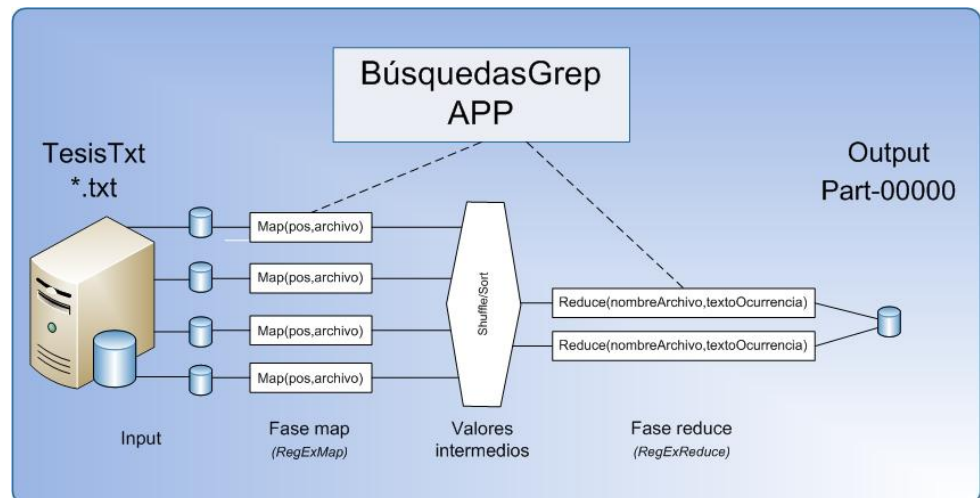 BúsquedasGrep
APP
TesisTxt
*.txt
Output
Part-00000
Map(pos,archivo)
Map(pos,archivo)
Map(pos,archivo)
Map(pos,archivo)
Shuffle/Sort
Reduce(nombreArchivo,textoOcurrencia)
Reduce(nombreArchivo,textoOcurrencia)
Input
Fase map
(RegExMap)
Valores
intermedios
Fase reduce
(RegExReduce)